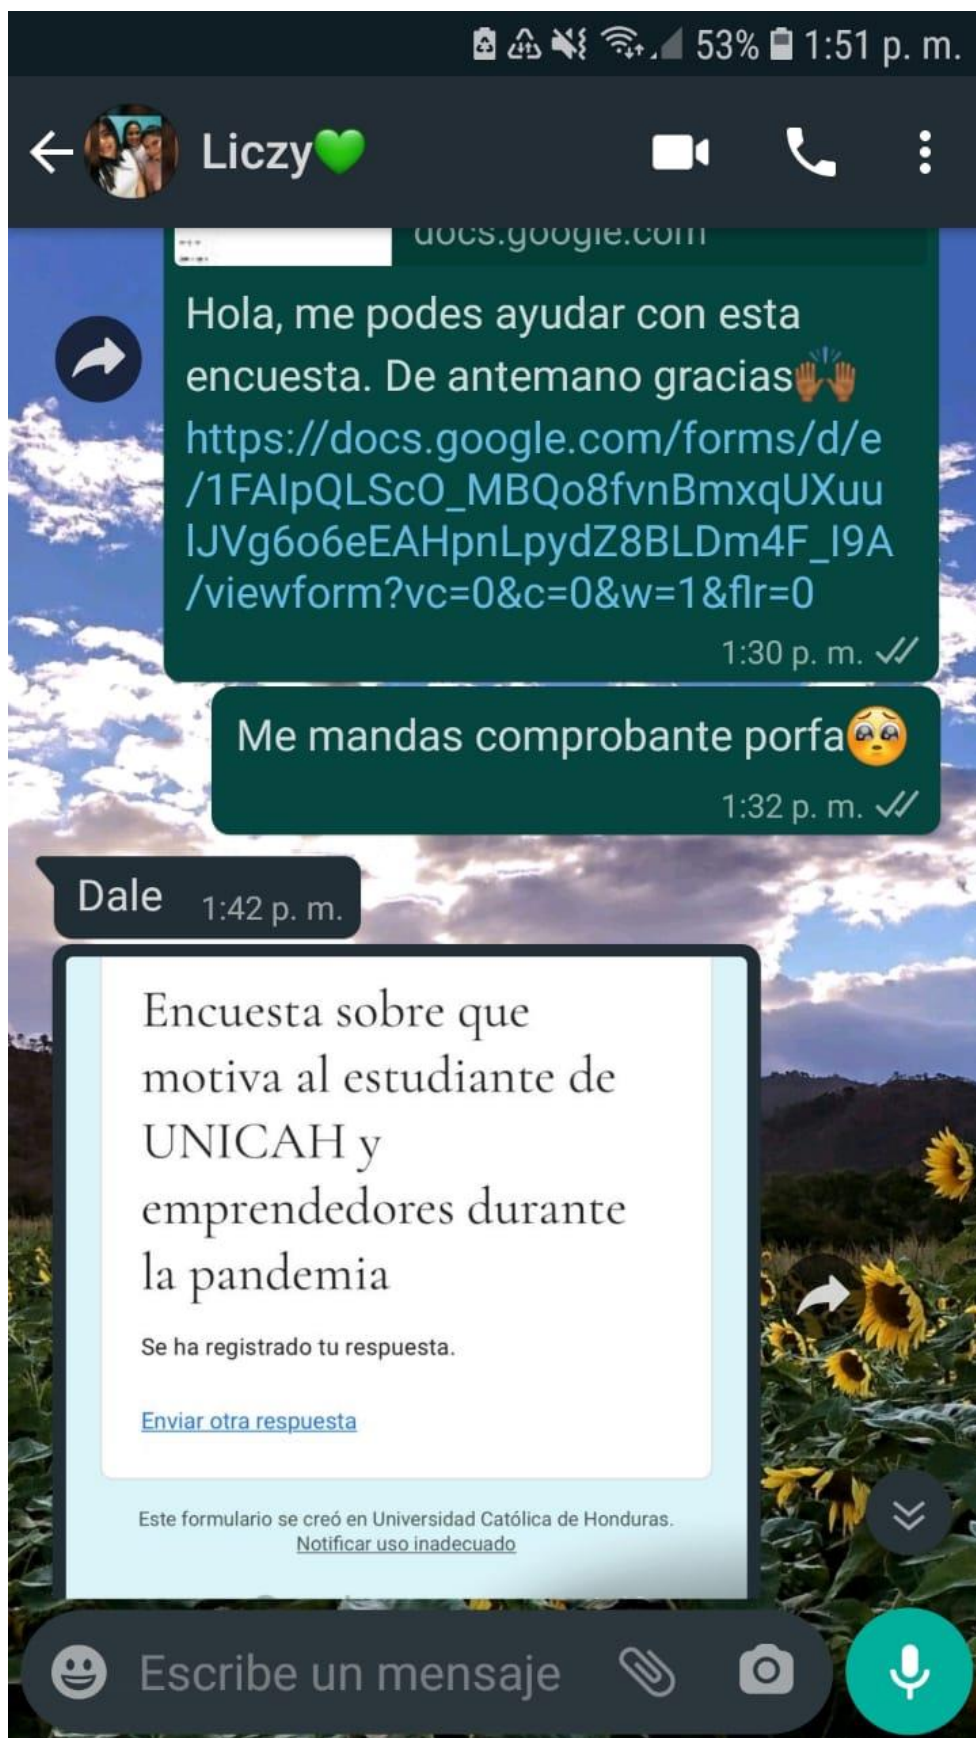 53% 1:51 p. m.
Liczy💚
docs.google.com
Hola, me podes ayudar con esta
encuesta. De antemano gracias🙌🏾
https://docs.google.com/forms/d/e
/1FAIpQLScO_MBQo8fvnBmxqUXuu
lJVg6o6eEAHpnLpydZ8BLDm4F_I9A
/viewform?vc=0&c=0&w=1&flr=0
1:30 p. m.
Me mandas comprobante porfa🥺
1:32 p. m.
Dale 1:42 p. m.
Encuesta sobre que
motiva al estudiante de
UNICAH y
emprendedores durante
la pandemia
Se ha registrado tu respuesta.
Enviar otra respuesta
Este formulario se creó en Universidad Católica de Honduras.
Notificar uso inadecuado
Escribe un mensaje